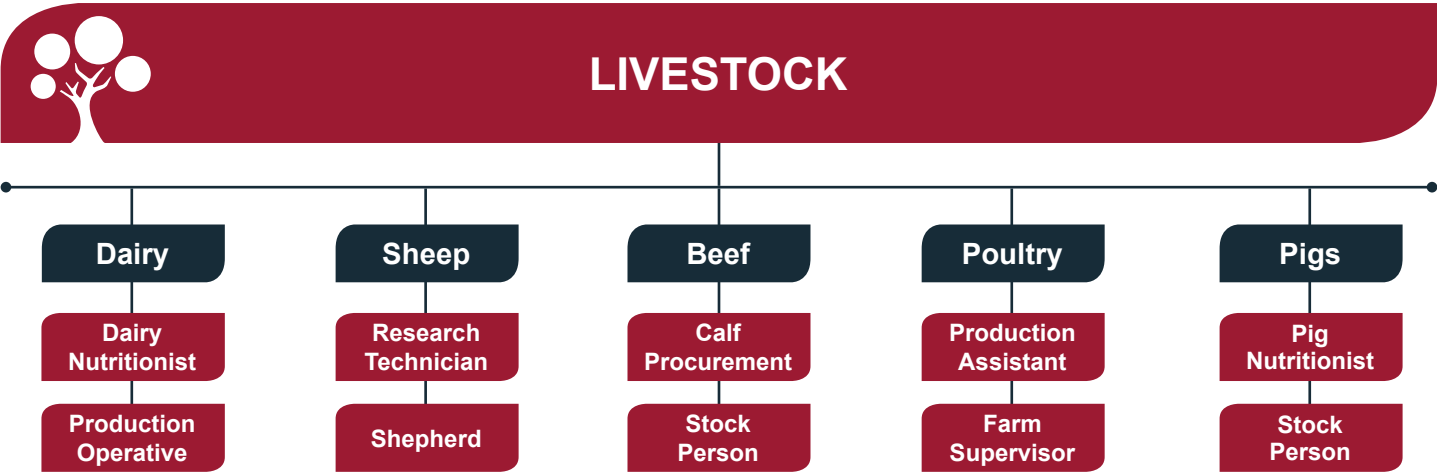 LIVESTOCK
Dairy
Sheep
Beef
Poultry
Pigs
Dairy
Nutritionist
Research
Technician
Calf
Procurement
Production
Assistant
Pig
Nutritionist
Production
Operative
Shepherd
Stock
Person
Farm
Supervisor
Stock
Person